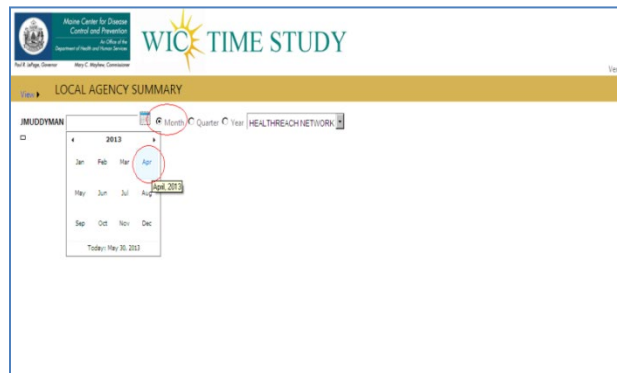 Maine Center for Disease
Control and Prevention
An Office of the
Department of Health and Human Services
Paul R. LePage, Governor Mary C. Mayhew, Commissioner
WIC TIME STUDY
Ver
View LOCAL AGENCY SUMMARY
JMUDDYMAN Month Quarter Year HEALTHREACH NETWORK
2013
Jan Feb Mar Apr
April, 2013
May Jun Jul Aug
Sep Oct Nov Dec
Today: May 30, 2013